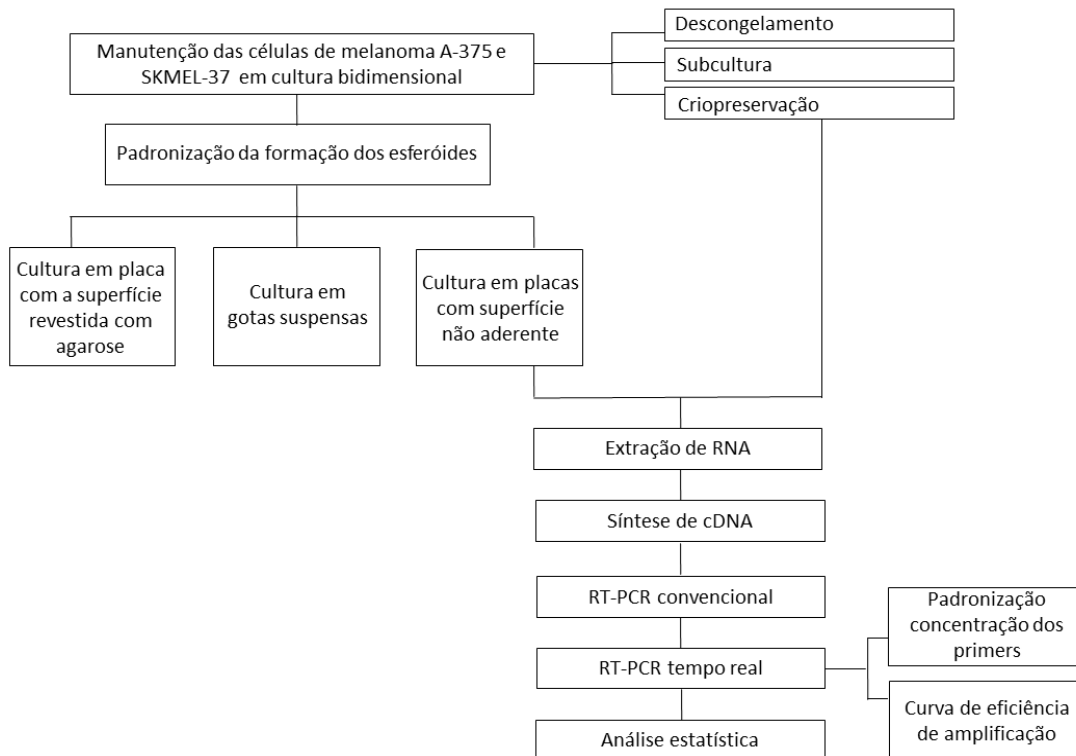 Descongelamento
Manutenção das células de melanoma A-375 e
SKMEL-37 em cultura bidimensional
Subcultura
Criopreservação
Padronização da formação dos esferóides
Cultura em placa
com a superfície
revestida com
agarose
Cultura em
gotas suspensas
Cultura em placas
com superfície
não aderente
Extração de RNA
Síntese de cDNA
RT-PCR convencional
Padronização
concentração dos
primers
RT-PCR tempo real
Curva de eficiência
de amplificação
Análise estatística